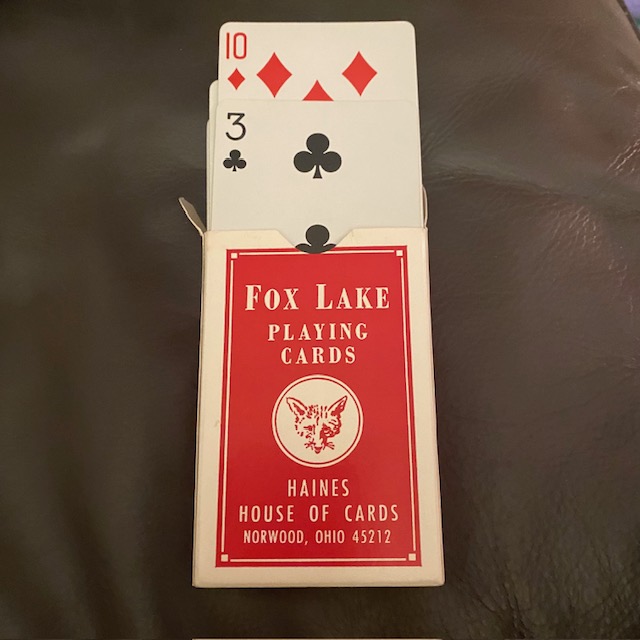 10
3
FOX LAKE
PLAYING
CARDS
HAINES
HOUSE OF CARDS
NORWOOD, OHIO 45212